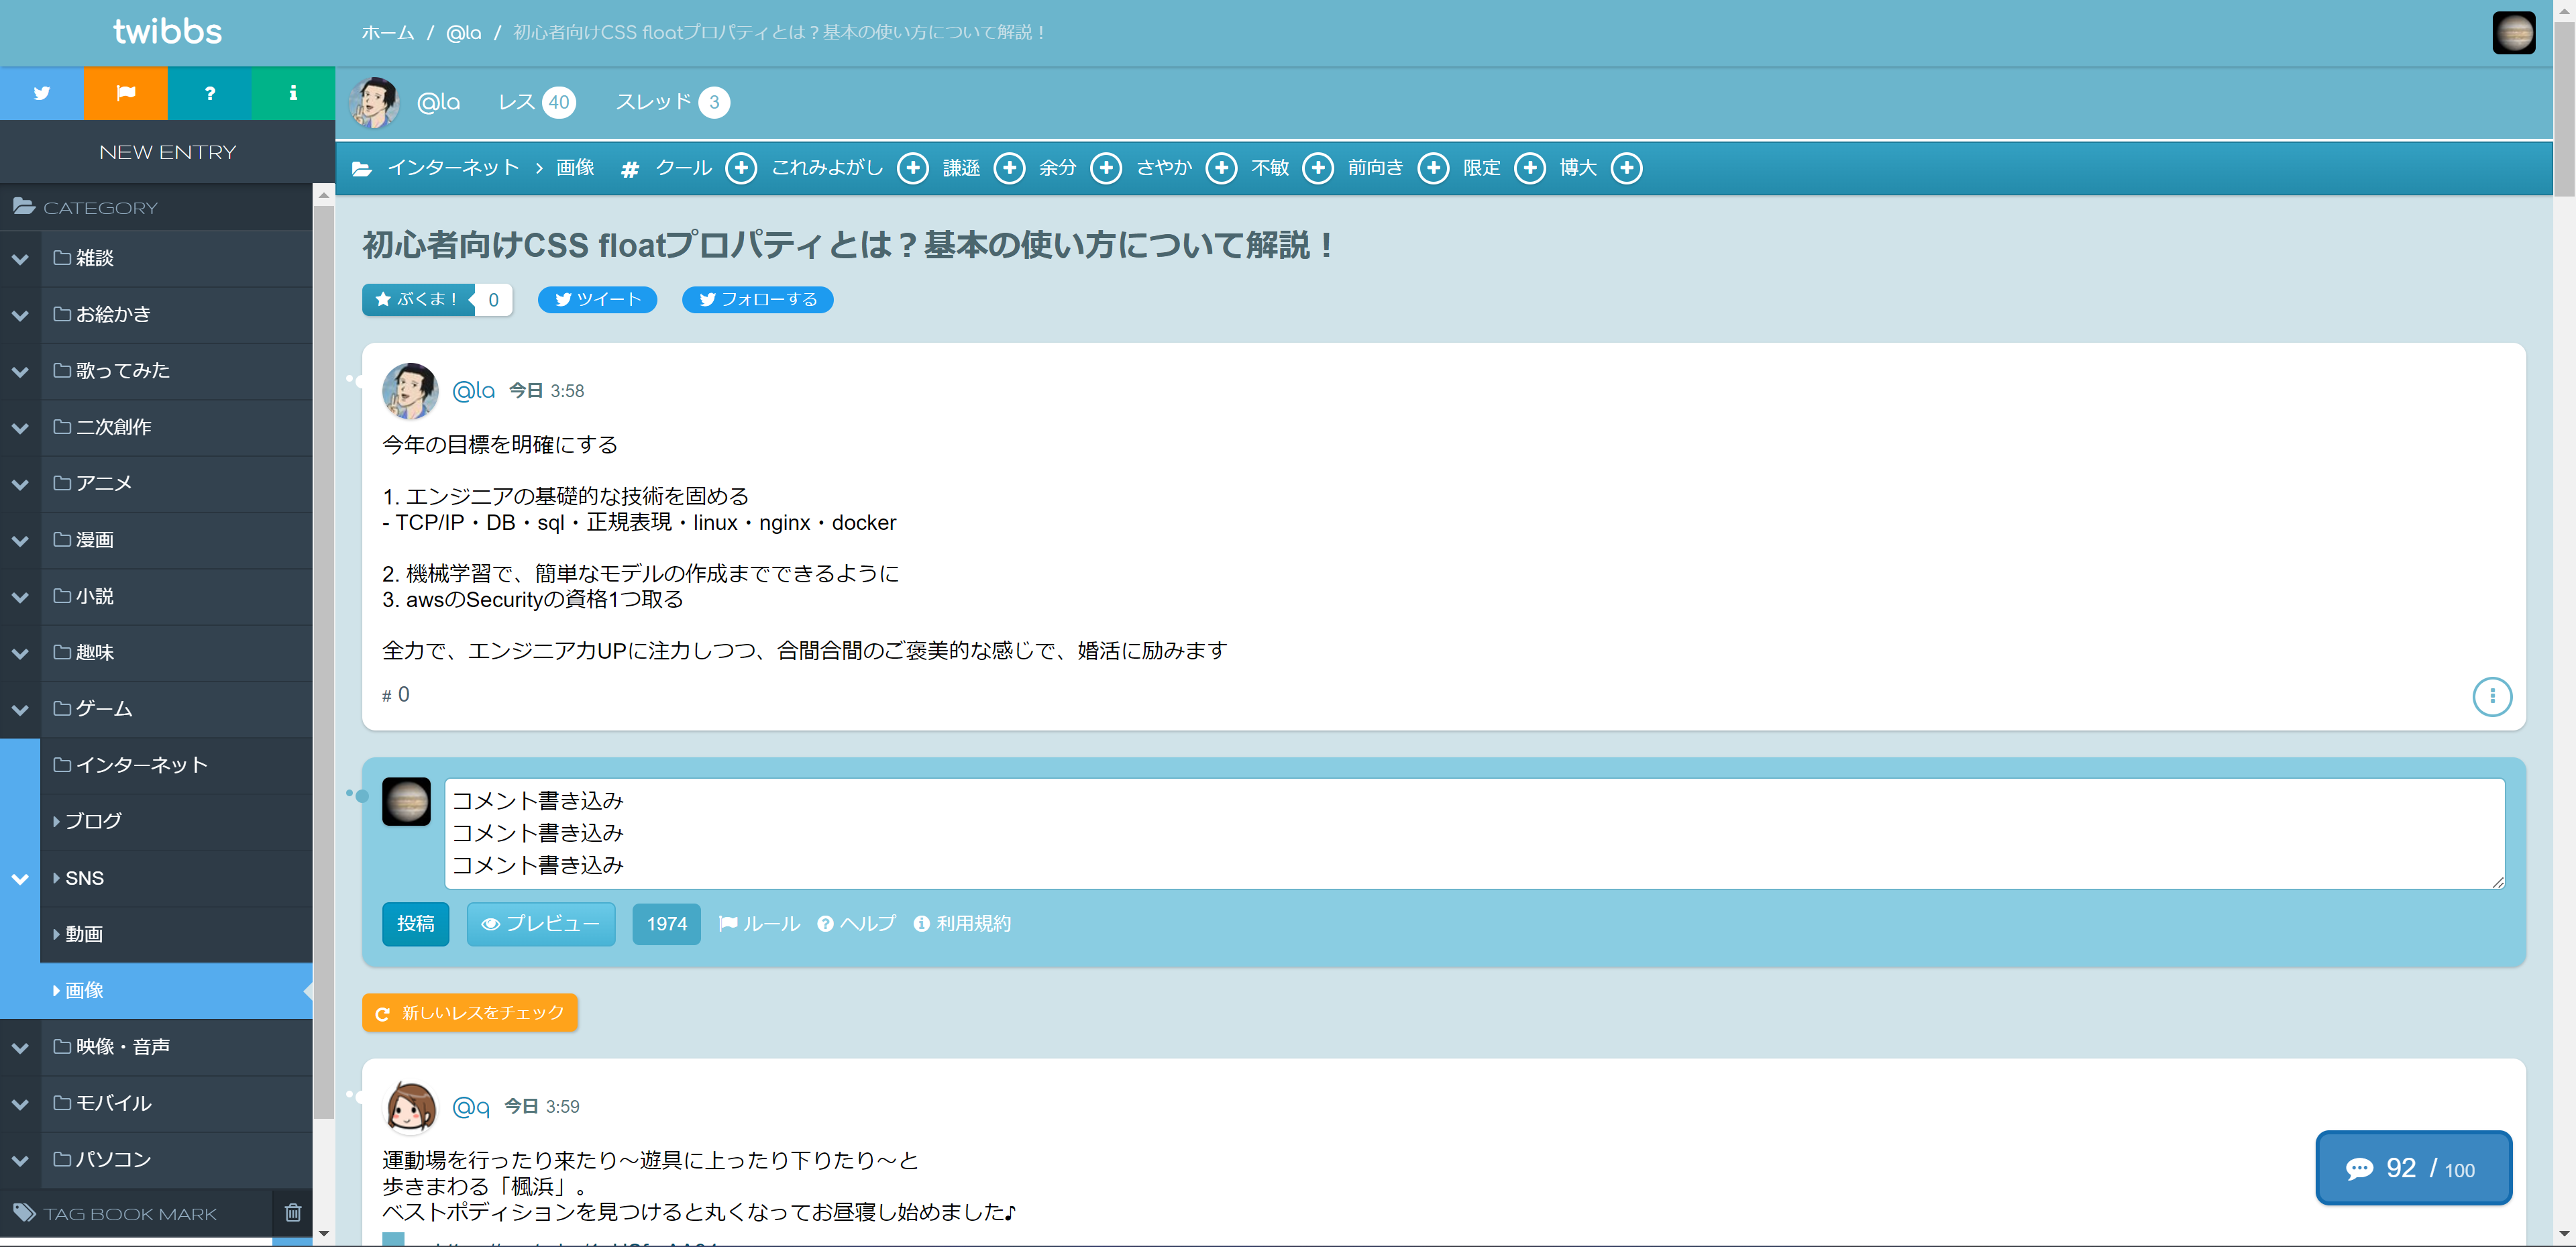 twibbs
ホーム / @la / 初心者向けCSS floatプロパティとは？基本の使い方について解説！
@la レス 40 スレッド 3
NEW ENTRY
インターネット > 画像 # クール これみよがし 謙遜 余分 さやか 不敏 前向き 限定 博大
CATEGORY
雑談
お絵かき
歌ってみた
二次創作
アニメ
漫画
小説
趣味
ゲーム
インターネット
ブログ
SNS
動画
画像
映像・音声
モバイル
パソコン
TAG BOOK MARK
初心者向けCSS floatプロパティとは？基本の使い方について解説！
ぶくま！ 0 ツイート フォローする
@la 今日 3:58
今年の目標を明確にする
1. エンジニアの基礎的な技術を固める
- TCP/IP・DB・sql・正規表現・linux・nginx・docker
2. 機械学習で、簡単なモデルの作成までできるように
3. awsのSecurityの資格1つ取る
全力で、エンジニア力UPに注力しつつ、合間合間のご褒美的な感じで、婚活に励みます
# 0
コメント書き込み
コメント書き込み
コメント書き込み
投稿 プレビュー 1974 ルール ヘルプ 利用規約
新しいレスをチェック
@q 今日 3:59
運動場を行ったり来たり～遊具に上ったり下りたり～と
歩きまわる「楓浜」。
ベストポディションを見つけると丸くなってお昼寝し始めました♪
92 / 100